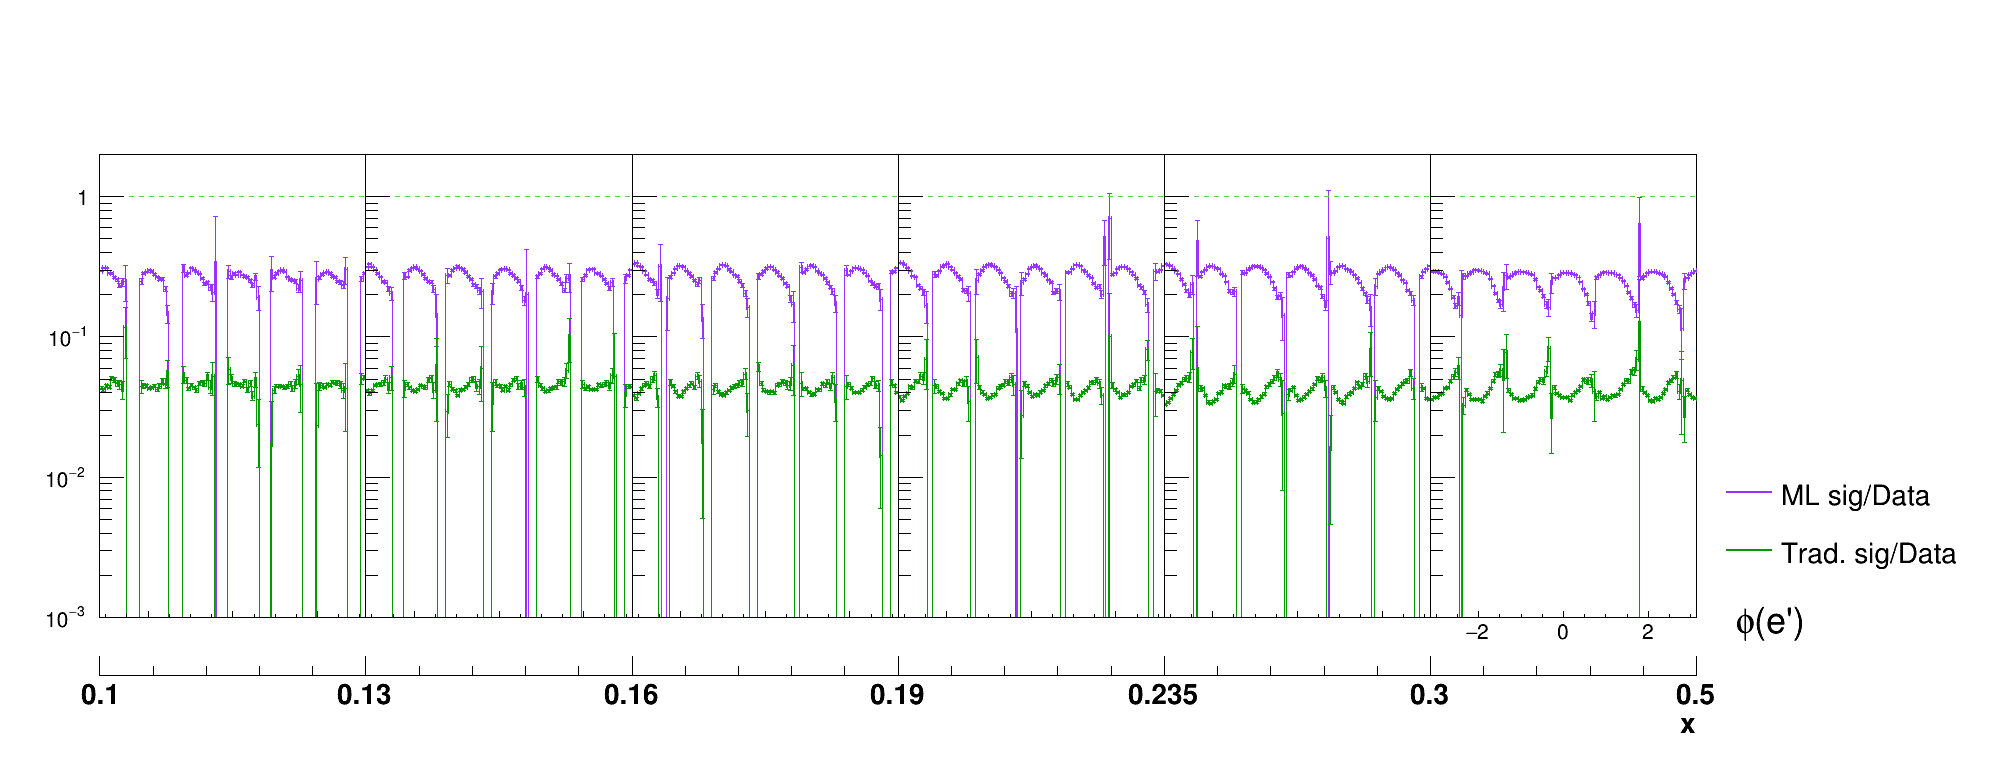 1
10⁻¹
10⁻²
10⁻³
ML sig/Data
Trad. sig/Data
−2 0 2 ϕ(e')
0.1 0.13 0.16 0.19 0.235 0.3 0.5
x